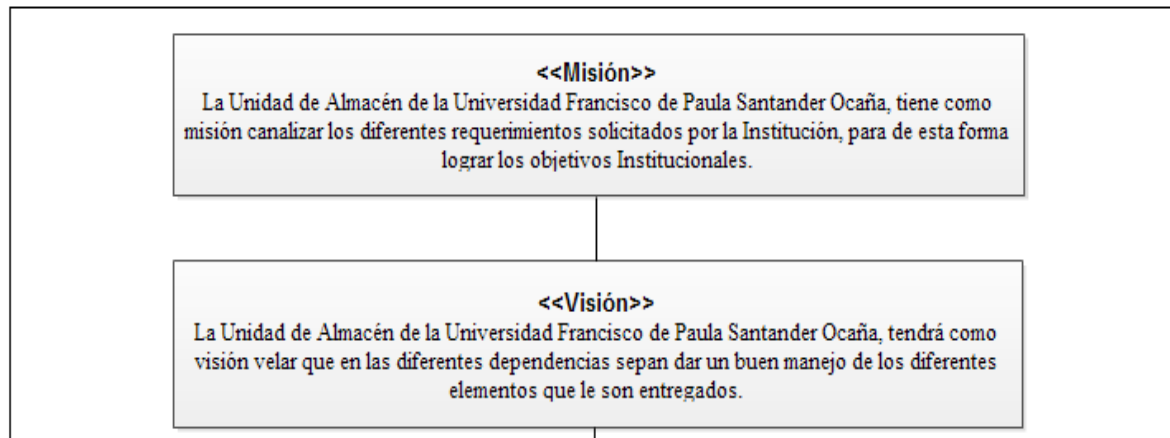 <<Misión>>
La Unidad de Almacén de la Universidad Francisco de Paula Santander Ocaña, tiene como
misión canalizar los diferentes requerimientos solicitados por la Institución, para de esta forma
lograr los objetivos Institucionales.
<<Visión>>
La Unidad de Almacén de la Universidad Francisco de Paula Santander Ocaña, tendrá como
visión velar que en las diferentes dependencias sepan dar un buen manejo de los diferentes
elementos que le son entregados.